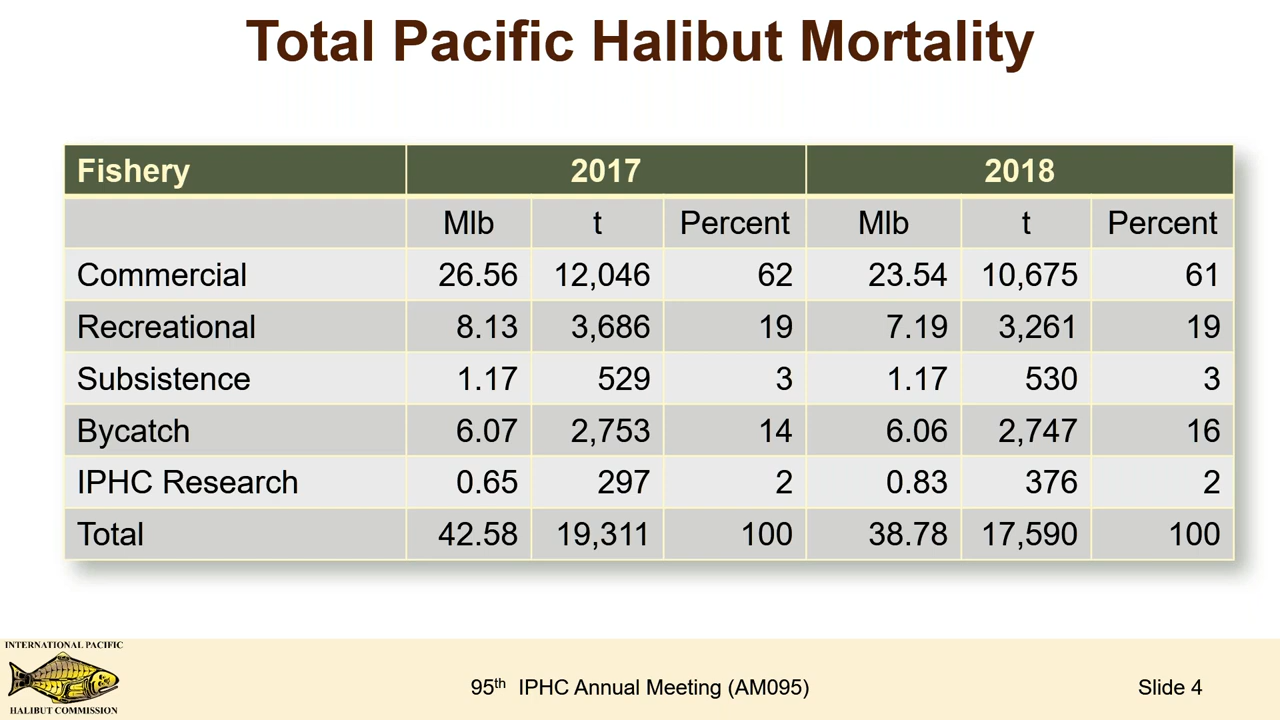 Total Pacific Halibut Mortality
Fishery 2017 2018
Mlb t Percent Mlb t Percent
Commercial 26.56 12,046 62 23.54 10,675 61
Recreational 8.13 3,686 19 7.19 3,261 19
Subsistence 1.17 529 3 1.17 530 3
Bycatch 6.07 2,753 14 6.06 2,747 16
IPHC Research 0.65 297 2 0.83 376 2
Total 42.58 19,311 100 38.78 17,590 100
INTERNATIONAL PACIFIC
HALIBUT COMMISSION
95th IPHC Annual Meeting (AM095)
Slide 4